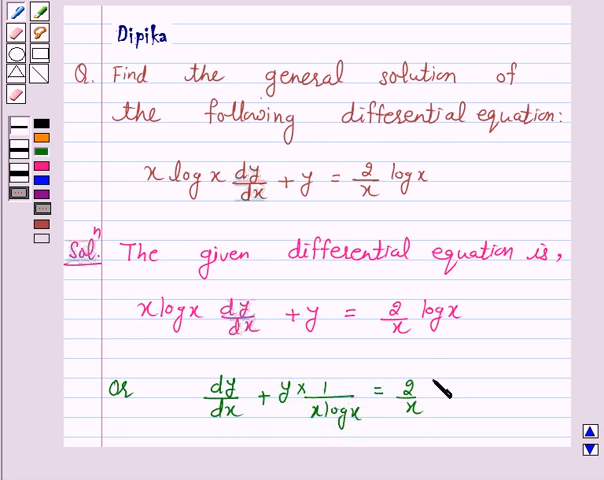 Dipika
Q. Find the general solution of
the following differential equation:
x log x dy/dx + y = 2/x log x
Solⁿ. The given differential equation is,
x log x dy/dx + y = 2/x log x
Or dy/dx + y × 1/(x log x) = 2/x